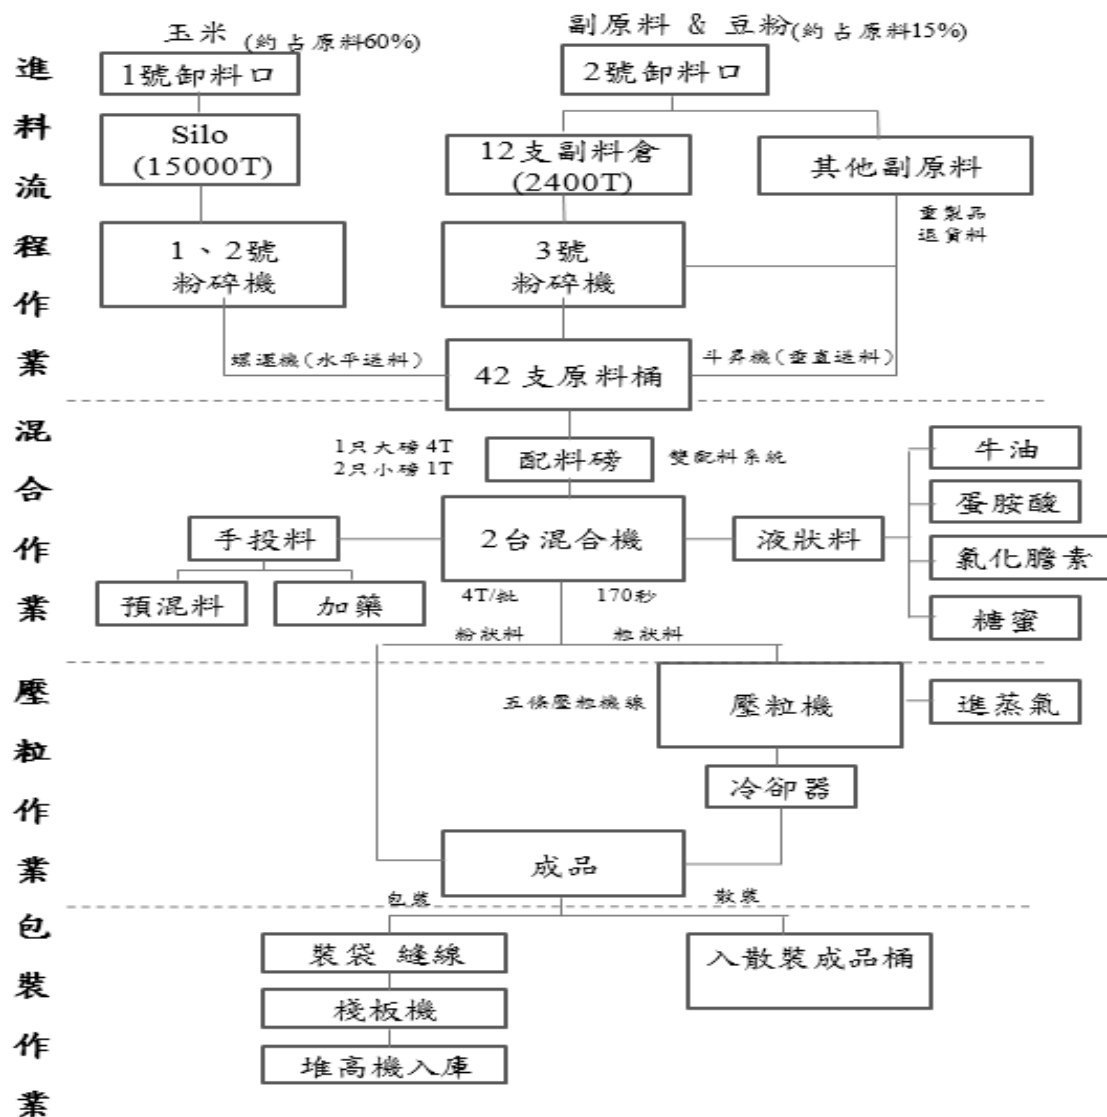 進料流程作業
玉米 (約占原料60%)
副原料 & 豆粉(約占原料15%)
1號卸料口
2號卸料口
Silo
(15000T)
12支副料倉
(2400T)
其他副原料
重製品
退貨料
1、2號
粉碎機
3號
粉碎機
螺運機(水平送料)
斗昇機(垂直送料)
42支原料桶
混合作業
1只大磅 4T
2只小磅 1T
配料磅
雙配料系統
牛油
蛋胺酸
氯化膽素
糖蜜
手投料
2台混合機
液狀料
預混料
加藥
4T/批
170秒
粉狀料
粒狀料
壓粒作業
五條壓粒機線
壓粒機
進蒸氣
冷卻器
成品
包裝
散裝
包裝作業
裝袋 縫線
入散裝成品桶
棧板機
堆高機入庫